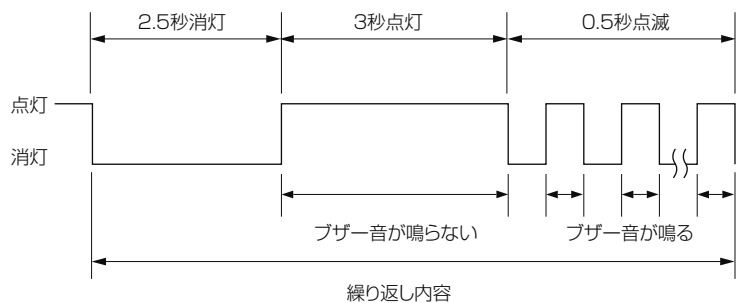 2.5秒消灯
3秒点灯
0.5秒点滅
点灯
消灯
ブザー音が鳴らない
ブザー音が鳴る
繰り返し内容